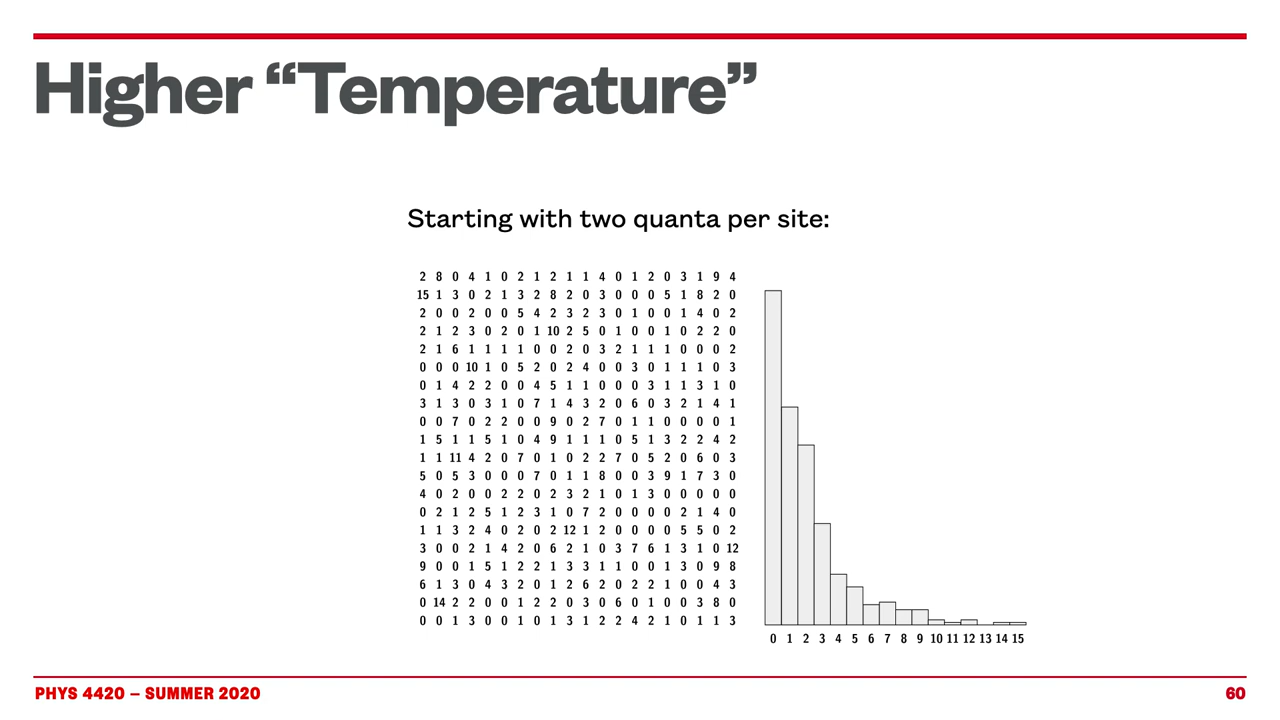 Higher “Temperature”
Starting with two quanta per site:
2 8 0 4 1 0 2 1 2 1 1 4 0 1 2 0 3 1 9 4
15 1 3 0 2 1 3 2 8 2 0 3 0 0 0 5 1 8 2 0
2 0 0 2 0 0 5 4 2 3 2 3 0 1 0 0 1 4 0 2
2 1 2 3 0 2 0 1 10 2 5 0 1 0 0 1 0 2 2 0
2 1 6 1 1 1 1 0 0 2 0 3 2 1 1 1 0 0 0 2
0 0 0 10 1 0 5 2 0 2 4 0 0 3 0 1 1 1 0 3
0 1 4 2 2 0 0 4 5 1 1 0 0 0 3 1 1 3 1 0
3 1 3 0 3 1 0 7 1 4 3 2 0 6 0 3 2 1 4 1
0 0 7 0 2 2 0 0 9 0 2 7 0 1 1 0 0 0 0 1
1 5 1 1 5 1 0 4 9 1 1 1 0 5 1 3 2 2 4 2
1 1 11 4 2 0 7 0 1 0 2 2 7 0 5 2 0 6 0 3
5 0 5 3 0 0 0 7 0 1 1 8 0 0 3 9 1 7 3 0
4 0 2 0 0 2 2 0 2 3 2 1 0 1 3 0 0 0 0 0
0 2 1 2 5 1 2 3 1 0 7 2 0 0 0 0 2 1 4 0
1 1 3 2 4 0 2 0 2 12 1 2 0 0 0 0 5 5 0 2
3 0 0 2 1 4 2 0 6 2 1 0 3 7 6 1 3 1 0 12
9 0 0 1 5 1 2 2 1 3 3 1 1 0 0 1 3 0 9 8
6 1 3 0 4 3 2 0 1 2 6 2 0 2 2 1 0 0 4 3
0 14 2 2 0 0 1 2 2 0 3 0 6 0 1 0 0 3 8 0
0 0 1 3 0 0 1 0 1 3 1 2 2 4 2 1 0 1 1 3
0 1 2 3 4 5 6 7 8 9 10 11 12 13 14 15
PHYS 4420 – SUMMER 2020
60